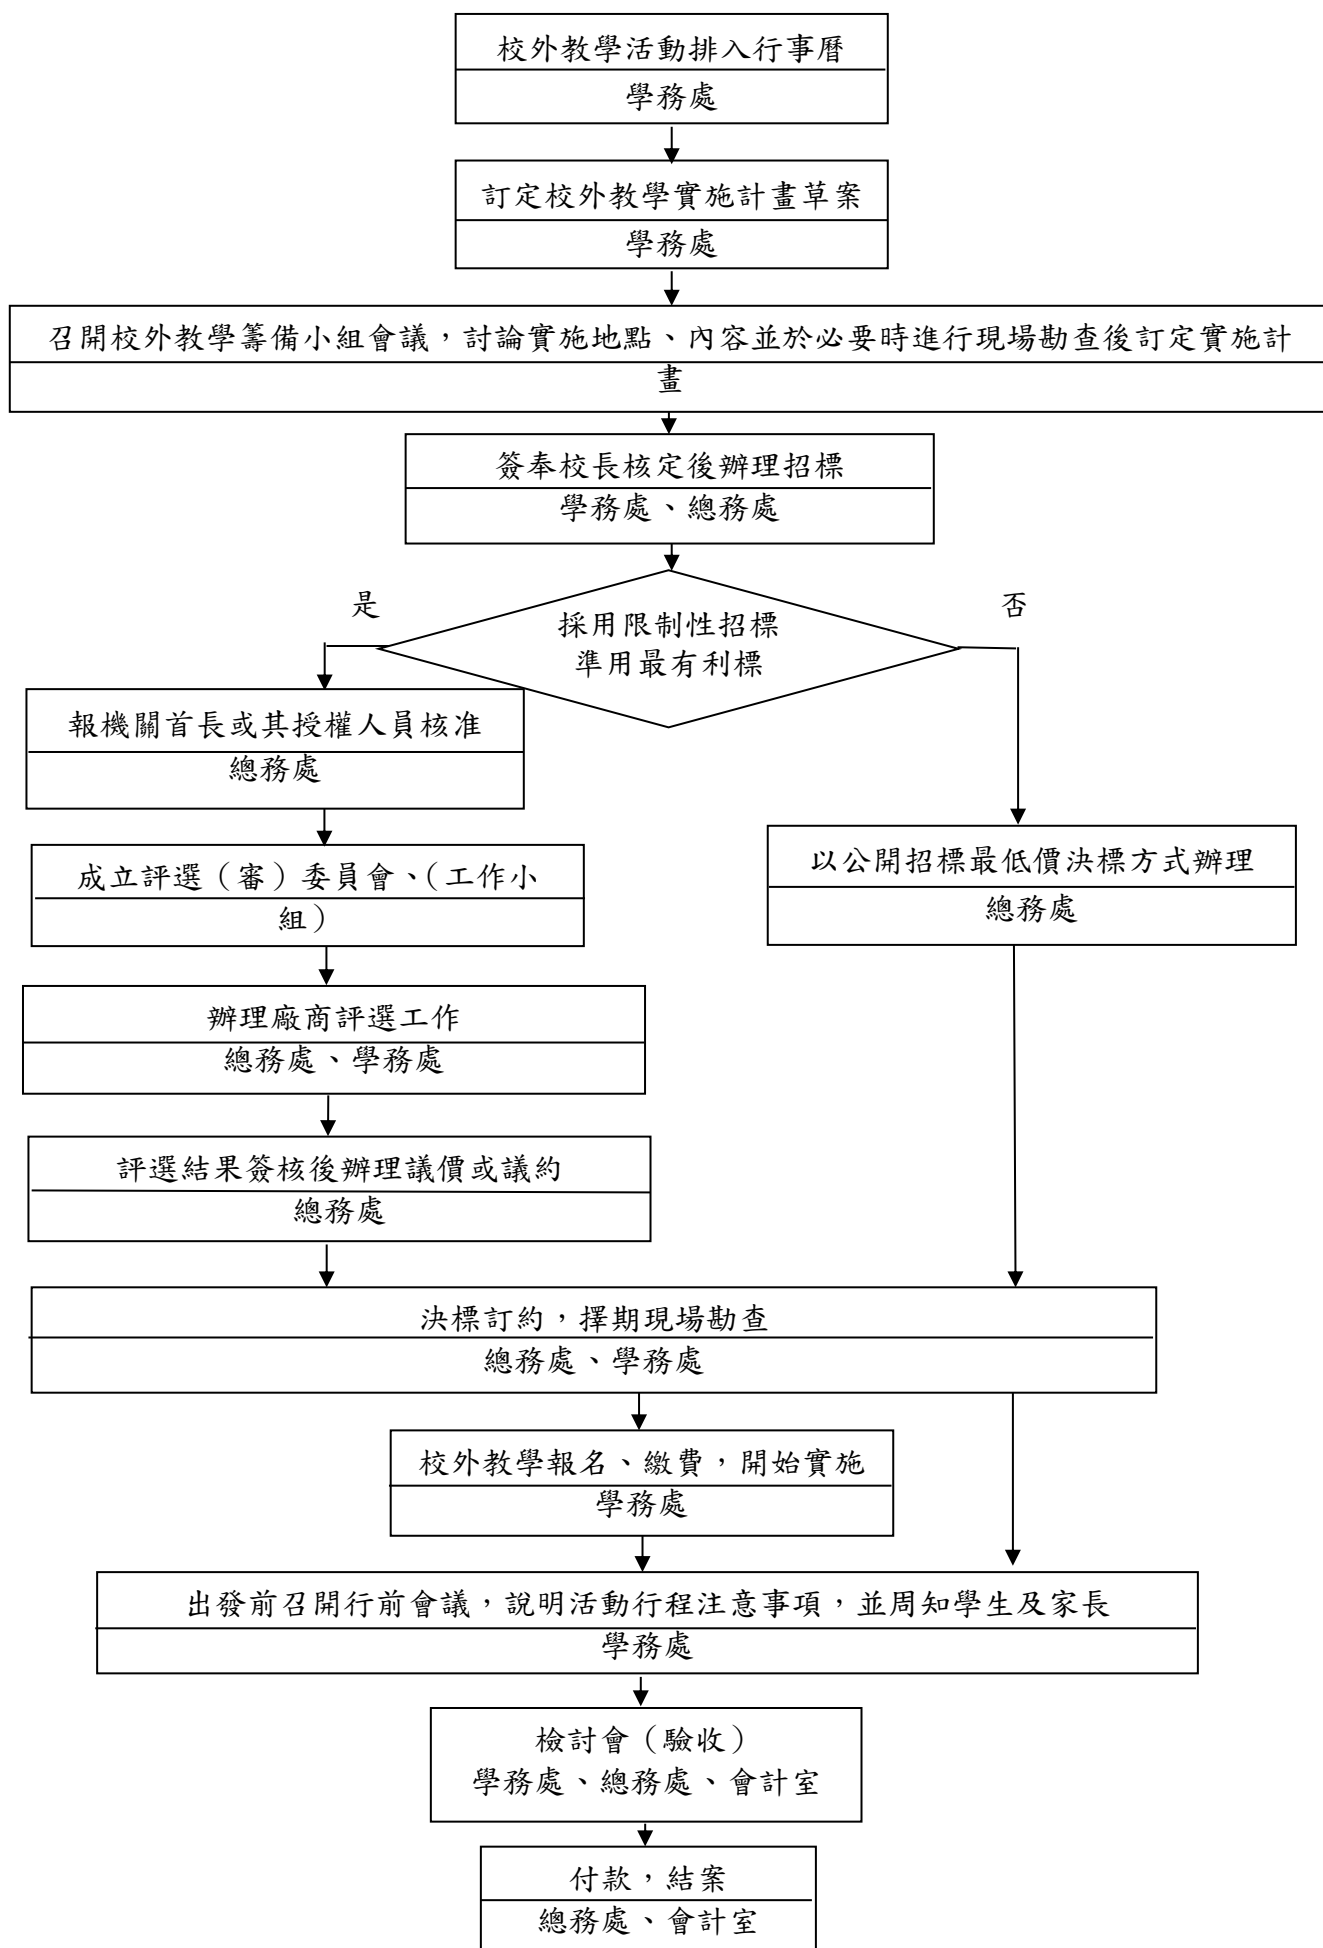 校外教學活動排入行事曆
學務處
訂定校外教學實施計畫草案
學務處
召開校外教學籌備小組會議，討論實施地點、內容並於必要時進行現場勘查後訂定實施計
畫
簽奉校長核定後辦理招標
學務處、總務處
是
否
採用限制性招標
準用最有利標
報機關首長或其授權人員核准
總務處
成立評選（審）委員會、（工作小
組）
以公開招標最低價決標方式辦理
總務處
辦理廠商評選工作
總務處、學務處
評選結果簽核後辦理議價或議約
總務處
決標訂約，擇期現場勘查
總務處、學務處
校外教學報名、繳費，開始實施
學務處
出發前召開行前會議，說明活動行程注意事項，並周知學生及家長
學務處
檢討會（驗收）
學務處、總務處、會計室
付款，結案
總務處、會計室